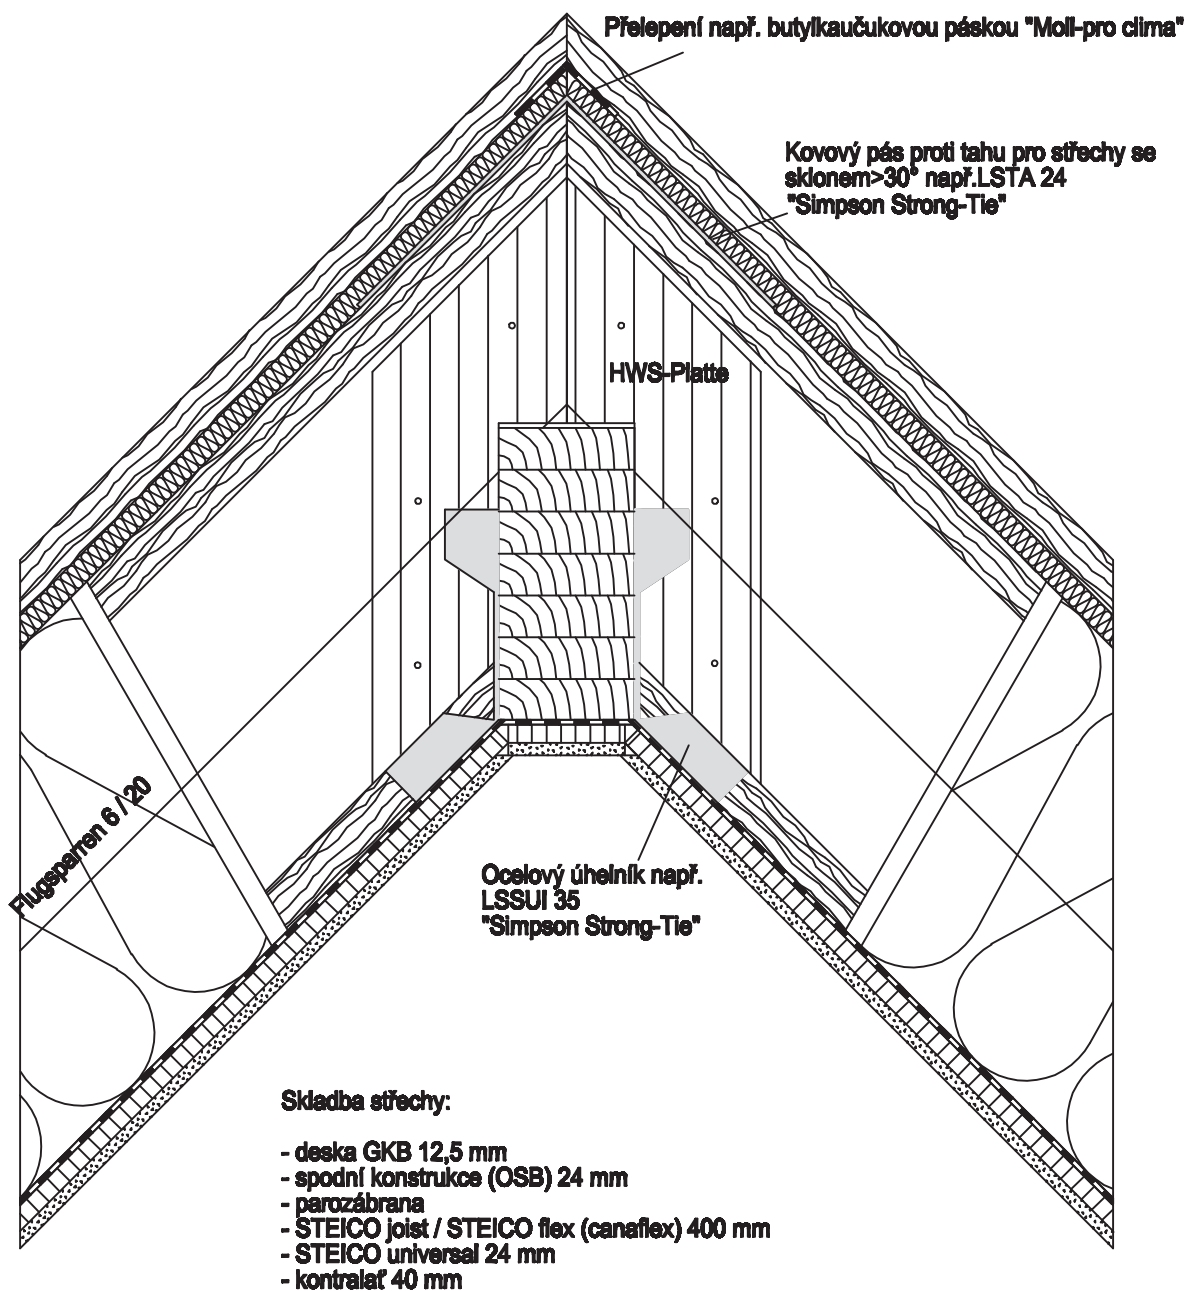 Přelepení např. butylkaučukovou páskou "Moll-pro clima"
Kovový pás proti tahu pro střechy se
sklonem>30° např.LSTA 24
"Simpson Strong-Tie"
HWS-Platte
Flugsparren 6 / 20
Ocelový úhelník např.
LSSUI 35
"Simpson Strong-Tie"
Skladba střechy:
- deska GKB 12,5 mm
- spodní konstrukce (OSB) 24 mm
- parozábrana
- STEICO joist / STEICO flex (canaflex) 400 mm
- STEICO universal 24 mm
- kontralať 40 mm